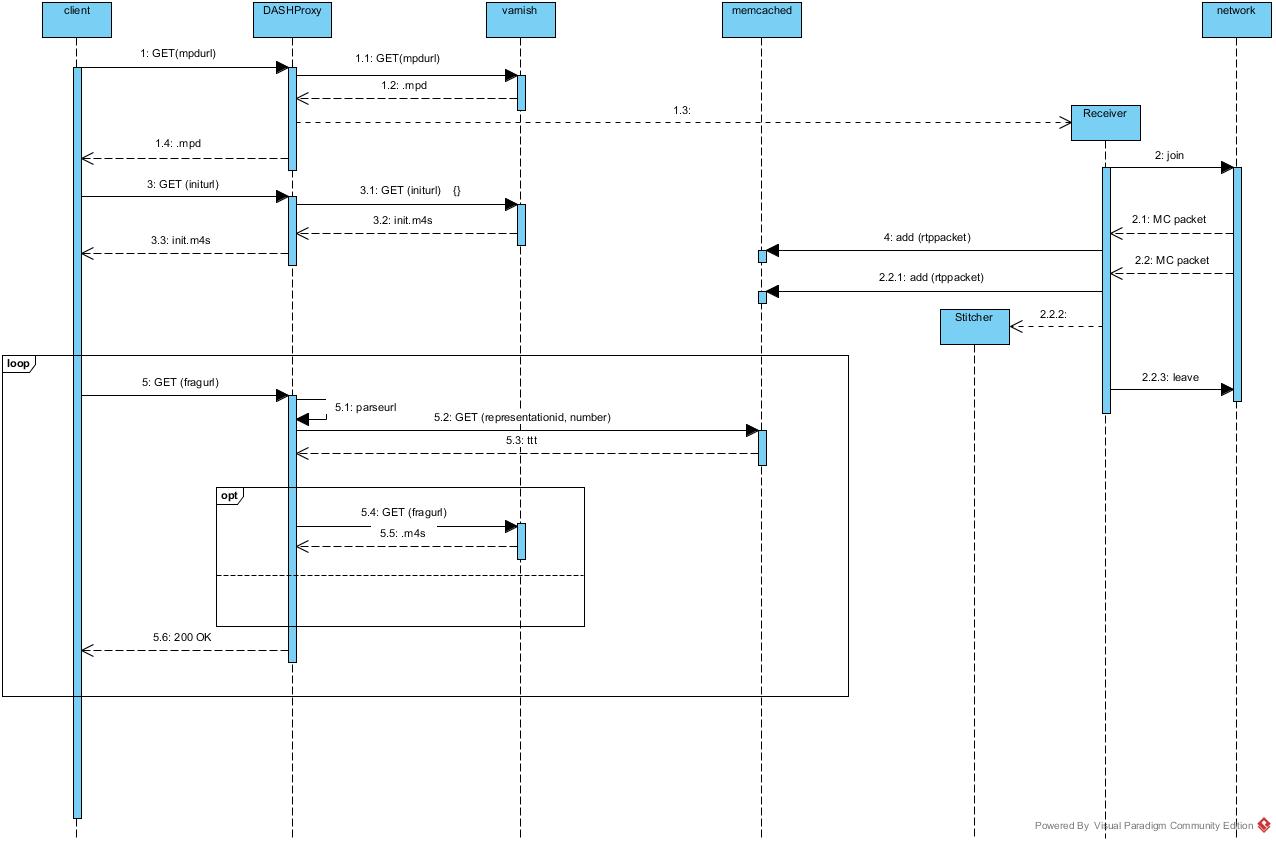 client
DASHProxy
varnish
memcached
network
1: GET(mpdurl)
1.1: GET(mpdurl)
1.2: .mpd
1.3:
Receiver
1.4: .mpd
2: join
3: GET (initurl)
3.1: GET (initurl) {}
3.2: init.m4s
2.1: MC packet
3.3: init.m4s
4: add (rtppacket)
2.2: MC packet
2.2.1: add (rtppacket)
Stitcher
2.2.2:
loop
5: GET (fragurl)
2.2.3: leave
5.1: parseurl
5.2: GET (representationid, number)
5.3: ttt
opt
5.4: GET (fragurl)
5.5: .m4s
5.6: 200 OK
Powered By Visual Paradigm Community Edition